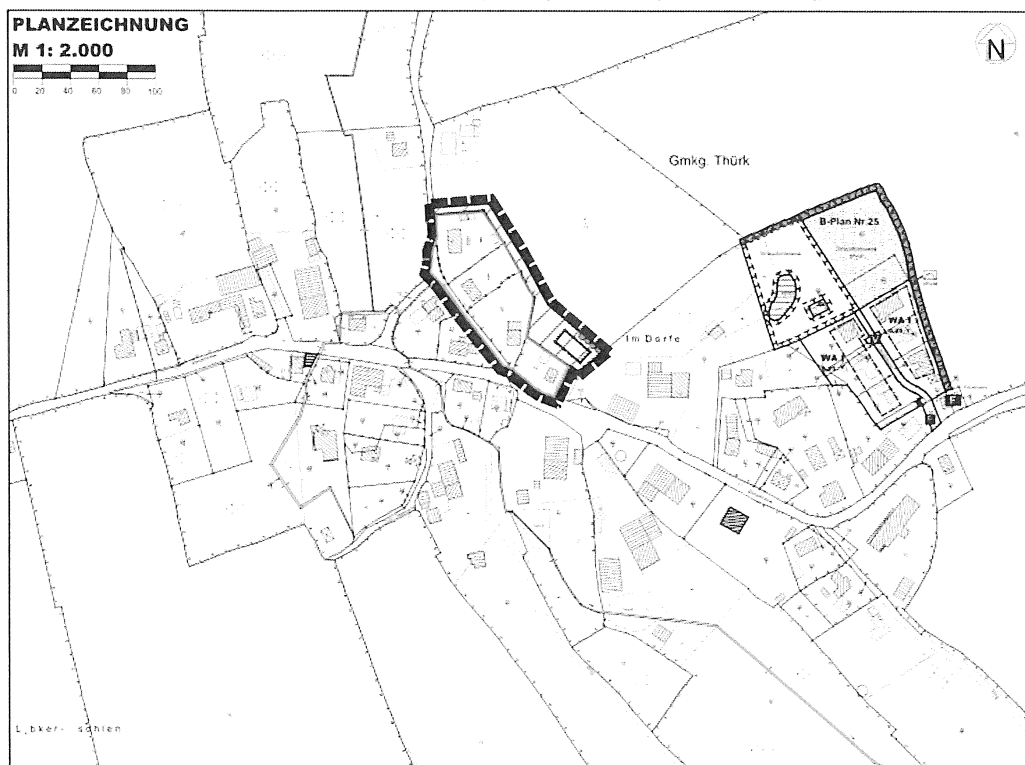 PLANZEICHNUNG
M 1: 2.000
0 20 40 60 80 100
N
Gmkg. Thürk
B-Plan Nr.25
WA 1
WA
Im Dorfe
F